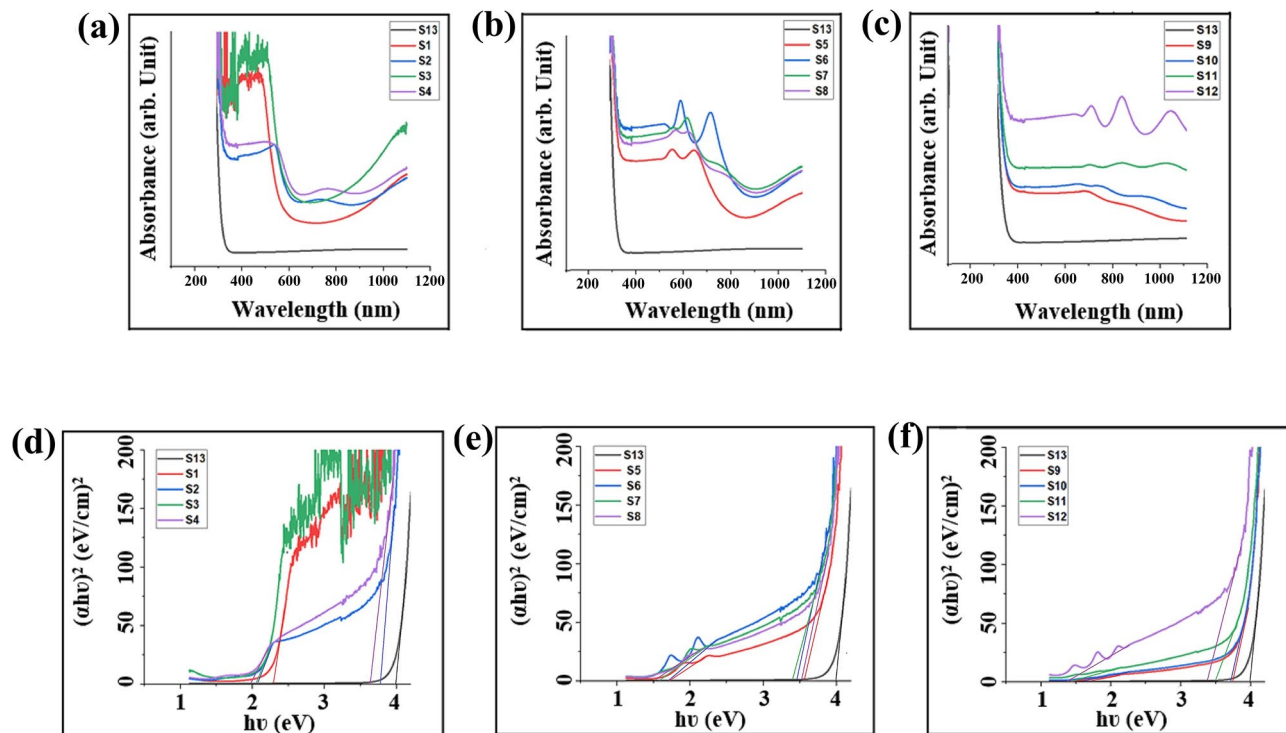 (a)
S13
S1
S2
S3
S4
Absorbance (arb. Unit)
200 400 600 800 1000 1200
Wavelength (nm)
(b)
S13
S5
S6
S7
S8
Absorbance (arb. Unit)
200 400 600 800 1000 1200
Wavelength (nm)
(c)
S13
S9
S10
S11
S12
Absorbance (arb. Unit)
200 400 600 800 1000 1200
Wavelength (nm)
(d)
S13
S1
S2
S3
S4
(αhυ)² (eV/cm)²
200
150
100
50
0
1 2 3 4
hυ (eV)
(e)
S13
S5
S6
S7
S8
(αhυ)² (eV/cm)²
200
150
100
50
0
1 2 3 4
hυ (eV)
(f)
S13
S9
S10
S11
S12
(αhυ)² (eV/cm)²
200
150
100
50
0
1 2 3 4
hυ (eV)